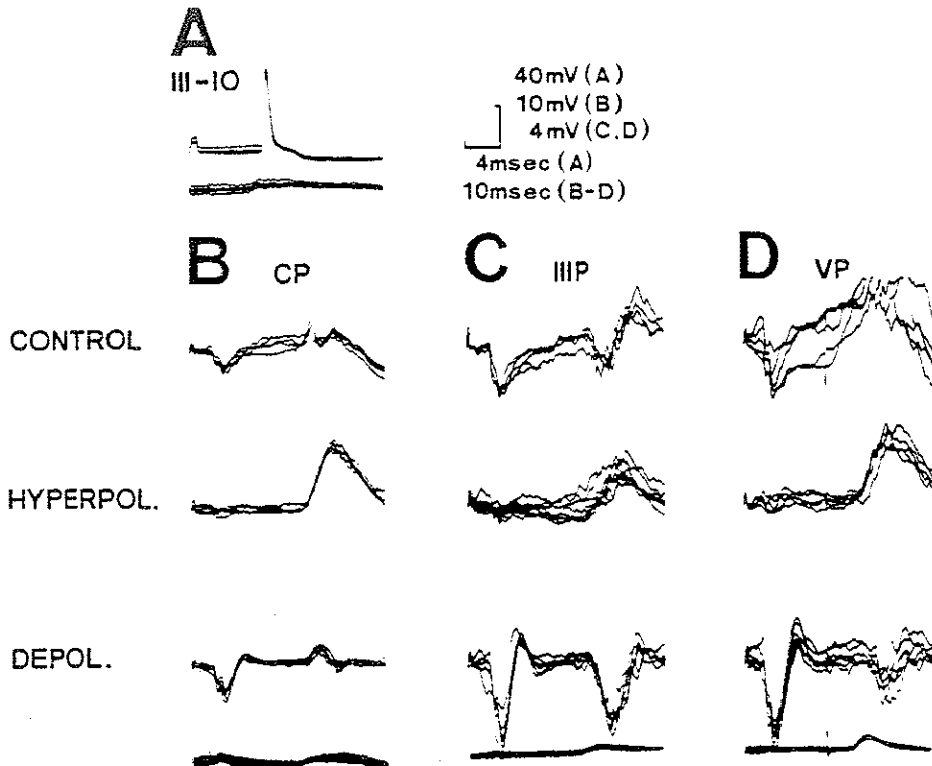 A
III-10
40mV (A)
10mV (B)
4mV (C.D)
4msec (A)
10msec (B-D)
B CP
C IIIP
D VP
CONTROL
HYPERPOL.
DEPOL.